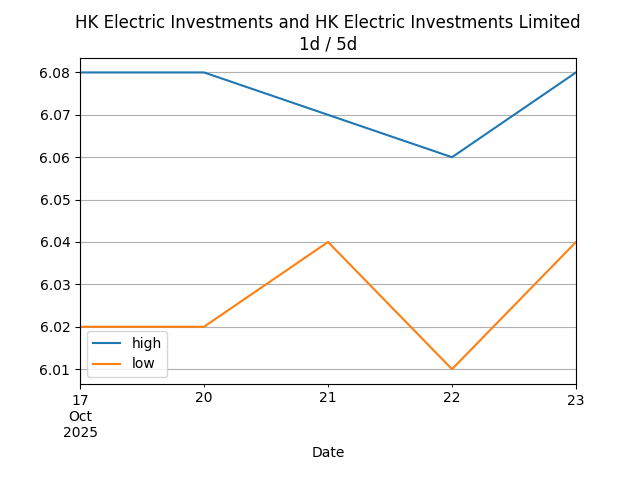 HK Electric Investments and HK Electric Investments Limited
1d / 5d
6.08
6.07
6.06
6.05
6.04
6.03
6.02
6.01
high
low
17 20 21 22 23
Oct
2025
Date